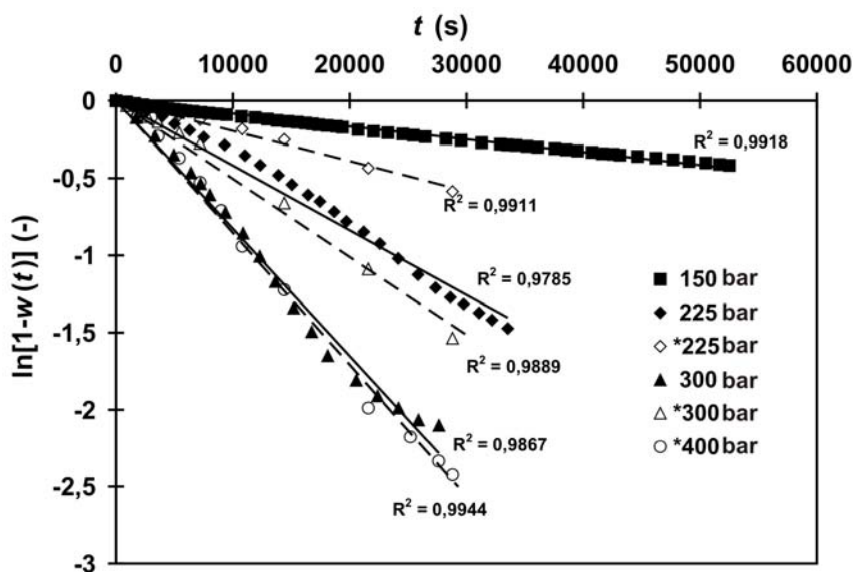 t (s)
0 10000 20000 30000 40000 50000 60000
0
-0,5
-1
-1,5
-2
-2,5
-3
ln[1-w(t)] (-)
R² = 0,9918
R² = 0,9911
R² = 0,9785
R² = 0,9889
R² = 0,9867
R² = 0,9944
150 bar
225 bar
*225 bar
300 bar
*300 bar
*400 bar